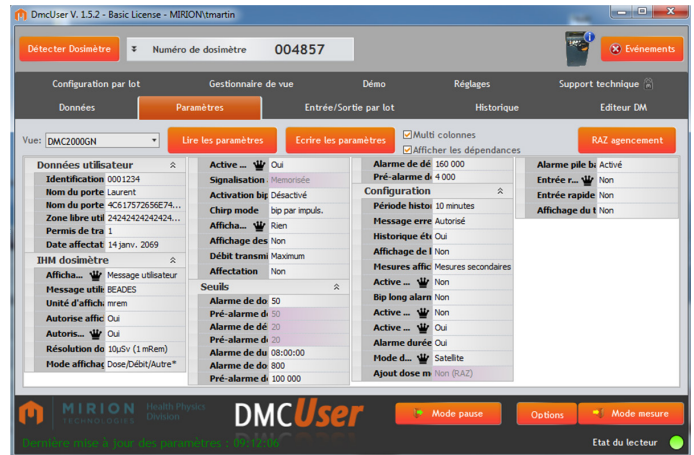 DmcUser V. 1.5.2 - Basic License - MIRION\tmartin
Détecter Dosimètre
Numéro de dosimètre 004857
Evénements
Configuration par lot Gestionnaire de vue Démo Réglages Support technique
Données Paramètres Entrée/Sortie par lot Historique Editeur DM
Vue: DMC2000GN
Lire les paramètres
Ecrire les paramètres
Multi colonnes
Afficher les dépendances
RAZ agencement
Données utilisateur
Identification 0001234
Nom du porte Laurent
Nom du porte 4C617572656E74...
Zone libre util 24242424242424...
Permis de tra 1
Date affectat 14 janv. 2069
IHM dosimètre
Afficha... Message utilisateur
Message utilis BEADES
Unité d'afficha mrem
Autorise affic Oui
Autoris... Oui
Résolution do 10µSv (1 mRem)
Mode affichag Dose/Débit/Autre*
Active ... Oui
Signalisation Memorisée
Activation bip Désactivé
Chirp mode bip par impuls.
Afficha... Rien
Affichage des Non
Débit transmi Maximum
Affectation Non
Seuils
Alarme de do 50
Pré-alarme d 50
Alarme de dé 20
Pré-alarme d 20
Alarme de du 08:00:00
Alarme de do 800
Pré-alarme d 100 000
Alarme de dé 160 000
Pré-alarme d 4 000
Configuration
Période histo 10 minutes
Message erre Autorisé
Historique éte Oui
Affichage de l Non
Mesures affic Mesures secondaires
Active ... Non
Bip long alarn Non
Active ... Non
Active ... Oui
Alarme durée Oui
Mode d... Satellite
Ajout dose m Non (RAZ)
Alarme pile ba Activé
Entrée r... Non
Entrée rapide Non
Affichage du t Non
MIRION
TECHNOLOGIES
Health Physics
Division
DMCUser
Mode pause
Options
Mode mesure
Dernière mise à jour des paramètres : 09:12:06
Etat du lecteur